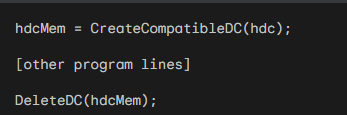 hdcMem = CreateCompatibleDC(hdc);
[other program lines]
DeleteDC(hdcMem);